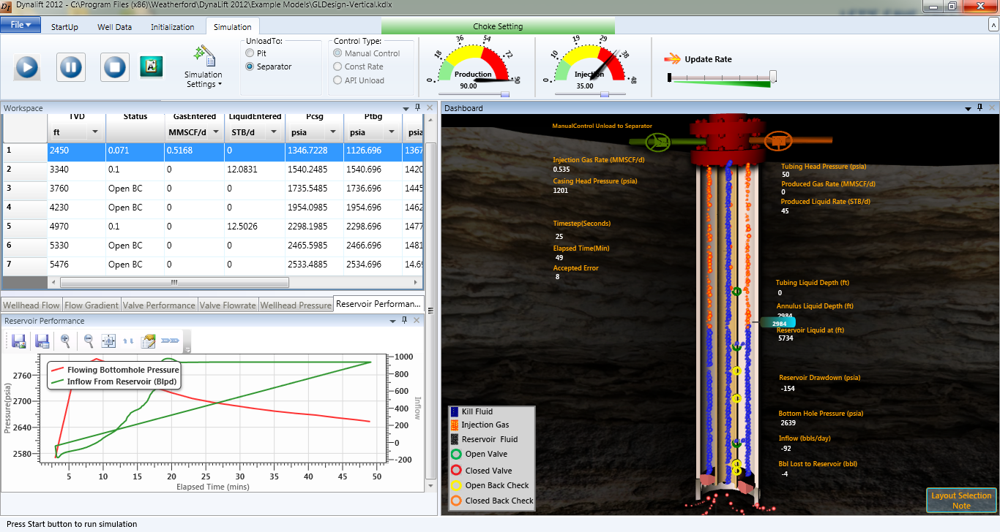 Dynalift 2012 - C:\Program Files (x86)\Weatherford\DynaLift 2012\Example Models\GLDesign-Vertical.kdlx
File StartUp Well Data Initialization Simulation Choke Setting
UnloadTo:
Pit
Separator
Control Type:
Manual Control
Const Rate
API Unload
Simulation
Settings
0 18 36 54 72 90
Production
90.00
0 10 19 29 38 48
Injection
35.00
Update Rate
Workspace
TVD Status GasEntered LiquidEntered Pcsg Ptbg
ft MMSCF/d STB/d psia psia psia
1 2450 0.071 0.5168 0 1346.7228 1126.696 1367
2 3340 0.1 0 12.0831 1540.2485 1540.696 1420
3 3760 Open BC 0 0 1735.5485 1736.696 1445
4 4230 Open BC 0 0 1954.0985 1954.696 1462
5 4970 0.1 0 12.5026 2298.1985 2298.696 1477
6 5330 Open BC 0 0 2465.5985 2466.696 1481
7 5476 Open BC 0 0 2533.4885 2534.696 14.69
Wellhead Flow Flow Gradient Valve Performance Valve Flowrate Wellhead Pressure Reservoir Performan...
Reservoir Performance
Flowing Bottomhole Pressure
Inflow From Reservoir (Blpd)
Pressure(psia)
2760
2700
2640
2580
1000
800
600
400
200
0
-200
Inflow
5 10 15 20 25 30 35 40 45 50
Elapsed Time (mins)
Dashboard
ManualControl Unload to Separator
Injection Gas Rate (MMSCF/d)
0.535
Casing Head Pressure (psia)
1201
Timestep(Seconds)
25
Elapsed Time(Min)
49
Accepted Error
8
Tubing Head Pressure (psia)
50
Produced Gas Rate (MMSCF/d)
0
Produced Liquid Rate (STB/d)
45
Tubing Liquid Depth (ft)
0
Annulus Liquid Depth (ft)
2984
2984
Reservoir Liquid at (ft)
5734
Reservoir Drawdown (psia)
-154
Bottom Hole Pressure (psia)
2639
Inflow (bbls/day)
-92
Bbl Lost to Reservoir (bbl)
-4
Kill Fluid
Injection Gas
Reservoir Fluid
Open Valve
Closed Valve
Open Back Check
Closed Back Check
Layout Selection
Note
Press Start button to run simulation